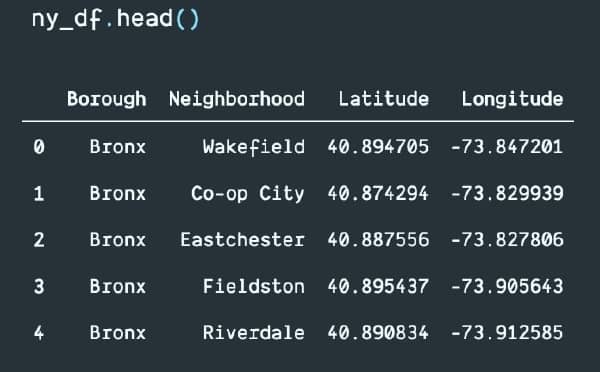 ny_df.head()
Borough Neighborhood Latitude Longitude
0 Bronx Wakefield 40.894705 -73.847201
1 Bronx Co-op City 40.874294 -73.829939
2 Bronx Eastchester 40.887556 -73.827806
3 Bronx Fieldston 40.895437 -73.905643
4 Bronx Riverdale 40.890834 -73.912585